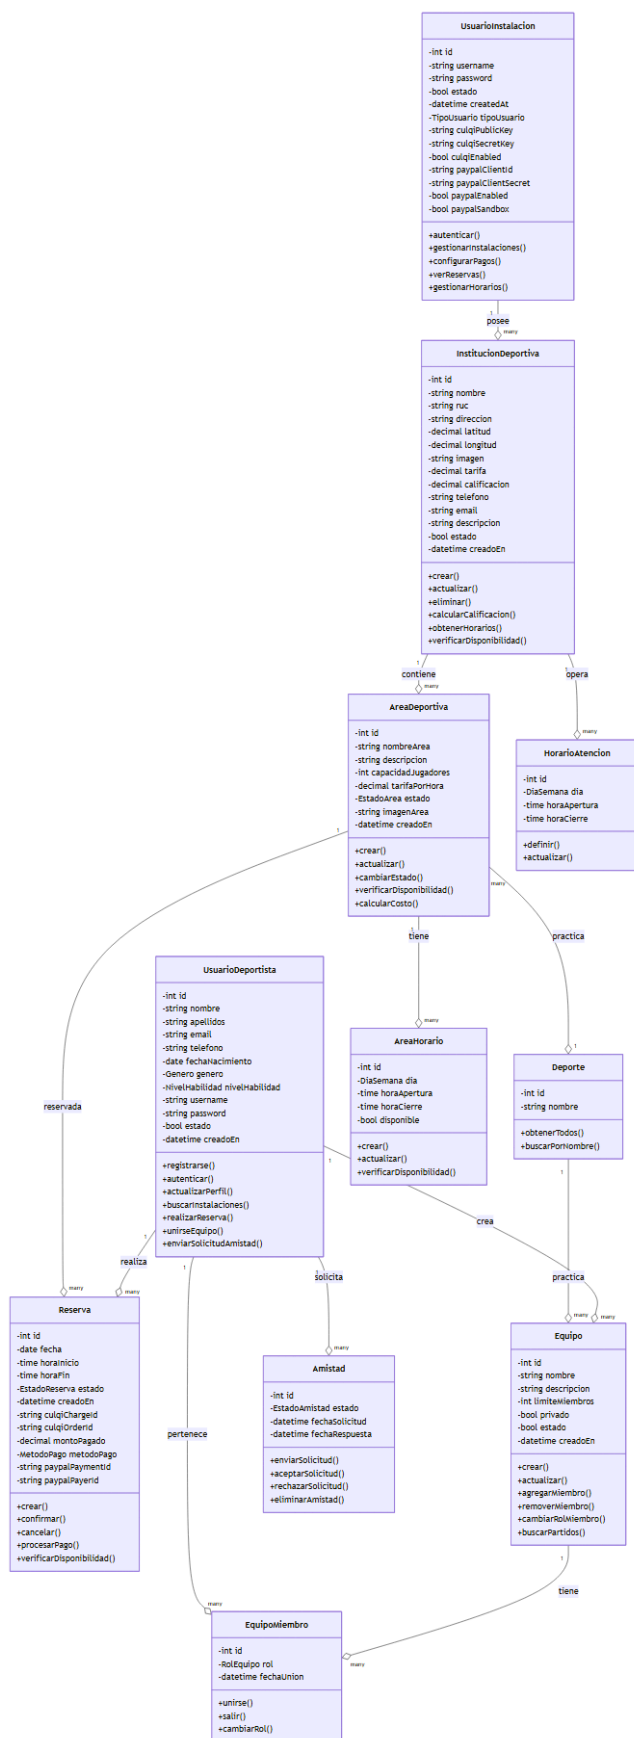 UsuarioInstalacion
-int id
-string username
-string password
-bool estado
-datetime createdAt
-TipoUsuario tipoUsuario
-string culqiPublicKey
-string culqiSecretKey
-bool culqiEnabled
-string paypalClientId
-string paypalClientSecret
-bool paypalEnabled
-bool paypalSandbox
+autenticar()
+gestionarInstalaciones()
+configurarPagos()
+verReservas()
+gestionarHorarios()
1
posee
many
InstitucionDeportiva
-int id
-string nombre
-string ruc
-string direccion
-decimal latitud
-decimal longitud
-string imagen
-decimal tarifa
-decimal calificacion
-string telefono
-string email
-string descripcion
-bool estado
-datetime creadoEn
+crear()
+actualizar()
+eliminar()
+calcularCalificacion()
+obtenerHorarios()
+verificarDisponibilidad()
1
contiene
many
1
opera
many
AreaDeportiva
-int id
-string nombreArea
-string descripcion
-int capacidadJugadores
-decimal tarifaPorHora
-EstadoArea estado
-string imagenArea
-datetime creadoEn
+crear()
+actualizar()
+cambiarEstado()
+verificarDisponibilidad()
+calcularCosto()
HorarioAtencion
-int id
-DiaSemana dia
-time horaApertura
-time horaCierre
+definir()
+actualizar()
1
reservada
many
1
tiene
many
many
practica
1
UsuarioDeportista
-int id
-string nombre
-string apellidos
-string email
-string telefono
-date fechaNacimiento
-Genero genero
-NivelHabilidad nivelHabilidad
-string username
-string password
-bool estado
-datetime creadoEn
+registrarse()
+autenticar()
+actualizarPerfil()
+buscarInstalaciones()
+realizarReserva()
+unirseEquipo()
+enviarSolicitudAmistad()
AreaHorario
-int id
-DiaSemana dia
-time horaApertura
-time horaCierre
-bool disponible
+crear()
+actualizar()
+verificarDisponibilidad()
Deporte
-int id
-string nombre
+obtenerTodos()
+buscarPorNombre()
1
crea
many
1
practica
many
1
realiza
many
1
solicita
many
1
pertenece
many
Reserva
-int id
-date fecha
-time horaInicio
-time horaFin
-EstadoReserva estado
-datetime creadoEn
-string culqiChargeId
-string culqiOrderId
-decimal montoPagado
-MetodoPago metodoPago
-string paypalPaymentId
-string paypalPayerId
+crear()
+confirmar()
+cancelar()
+procesarPago()
+verificarDisponibilidad()
Amistad
-int id
-EstadoAmistad estado
-datetime fechaSolicitud
-datetime fechaRespuesta
+enviarSolicitud()
+aceptarSolicitud()
+rechazarSolicitud()
+eliminarAmistad()
Equipo
-int id
-string nombre
-string descripcion
-int limiteMiembros
-bool privado
-bool estado
-datetime creadoEn
+crear()
+actualizar()
+agregarMiembro()
+removerMiembro()
+cambiarRolMiembro()
+buscarPartidos()
1
tiene
many
EquipoMiembro
-int id
-RolEquipo rol
-datetime fechaUnion
+unirse()
+salir()
+cambiarRol()